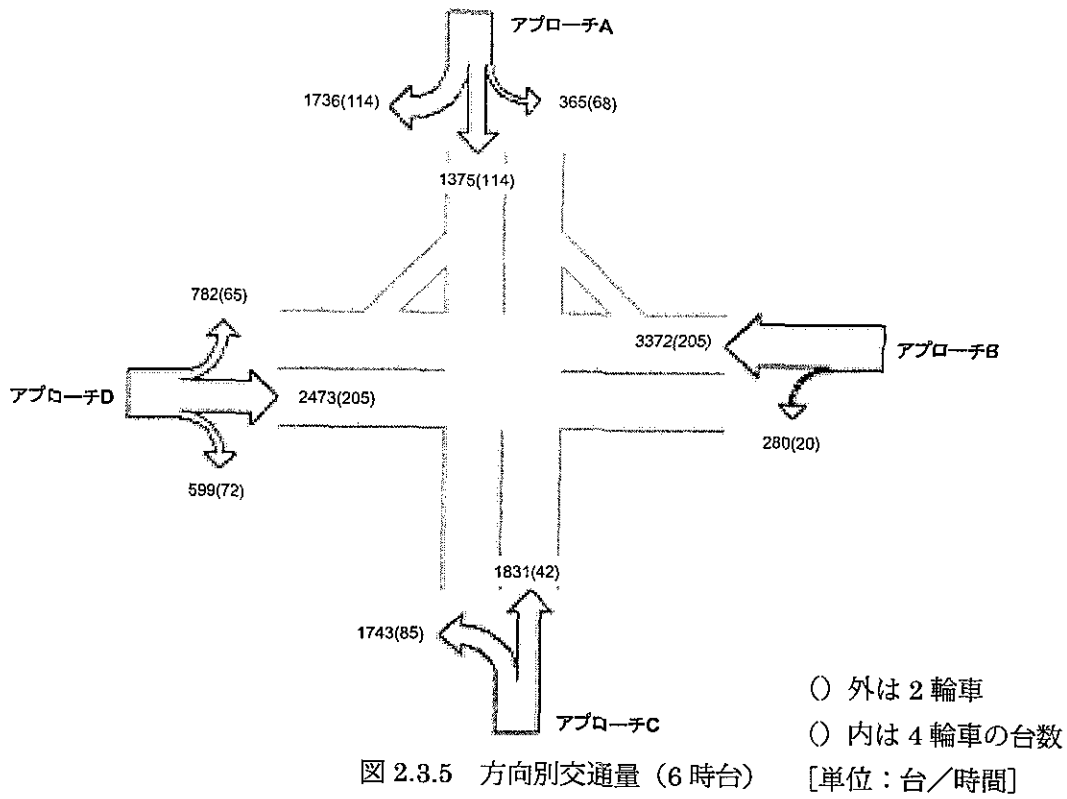 アプローチA
1736(114)
365(68)
1375(114)
782(65)
3372(205)
アプローチB
アプローチD
2473(205)
280(20)
599(72)
1831(42)
1743(85)
アプローチC
() 外は 2 輪車
() 内は 4 輪車の台数
図 2.3.5 方向別交通量（6 時台） [単位：台／時間]